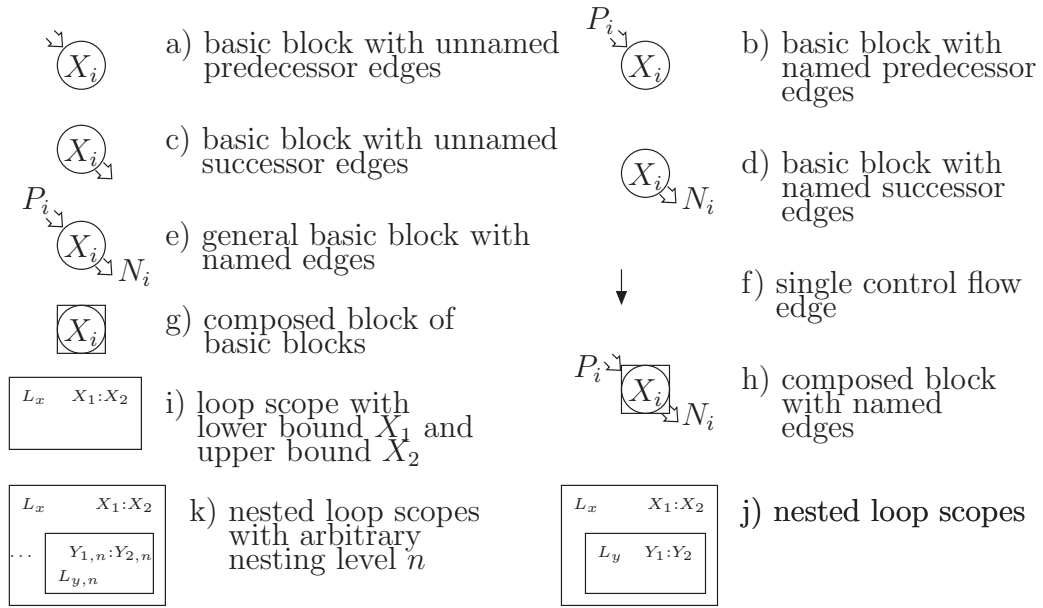 X_i
a) basic block with unnamed
predecessor edges
P_i
X_i
b) basic block with
named predecessor
edges
X_i
c) basic block with unnamed
successor edges
X_i
N_i
d) basic block with
named successor
edges
P_i
X_i
N_i
e) general basic block with
named edges
f) single control flow
edge
X_i
g) composed block of
basic blocks
P_i
X_i
N_i
h) composed block
with named
edges
L_x X_1:X_2
i) loop scope with
lower bound X_1 and
upper bound X_2
L_x X_1:X_2
... Y_{1,n}:Y_{2,n}
L_{y,n}
k) nested loop scopes
with arbitrary
nesting level n
L_x X_1:X_2
L_y Y_1:Y_2
j) nested loop scopes